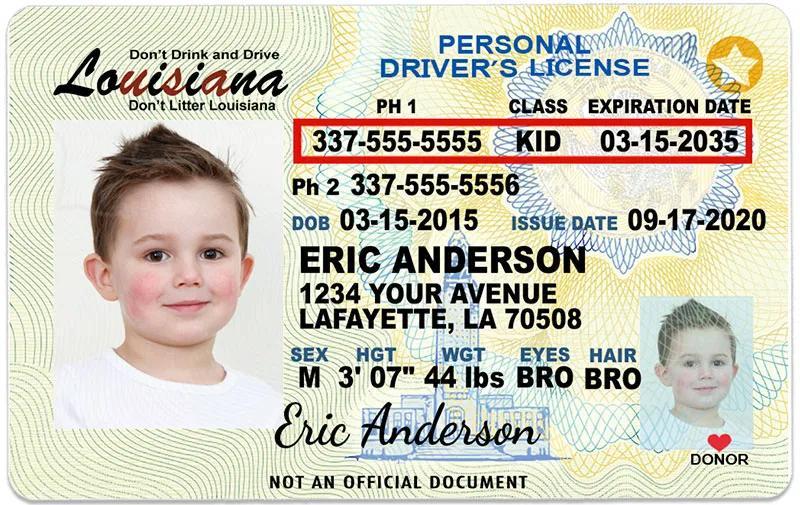 Don't Drink and Drive
Louisiana
Don't Litter Louisiana
PERSONAL
DRIVER'S LICENSE
PH 1 CLASS EXPIRATION DATE
337-555-5555 KID 03-15-2035
Ph 2 337-555-5556
DOB 03-15-2015 ISSUE DATE 09-17-2020
ERIC ANDERSON
1234 YOUR AVENUE
LAFAYETTE, LA 70508
SEX HGT WGT EYES HAIR
M 3' 07" 44 lbs BRO BRO
Eric Anderson
DONOR
NOT AN OFFICIAL DOCUMENT